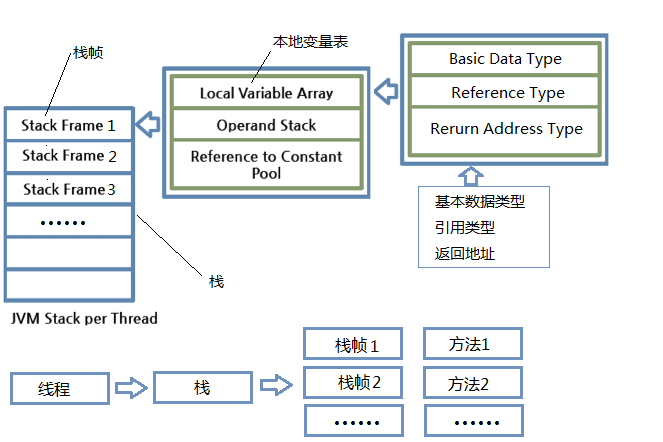 栈帧
本地变量表
Stack Frame 1
Stack Frame 2
Stack Frame 3
······
JVM Stack per Thread
栈
Local Variable Array
Operand Stack
Reference to Constant
Pool
Basic Data Type
Reference Type
Rerurn Address Type
基本数据类型
引用类型
返回地址
线程
栈
栈帧1
方法1
栈帧2
方法2
······
······